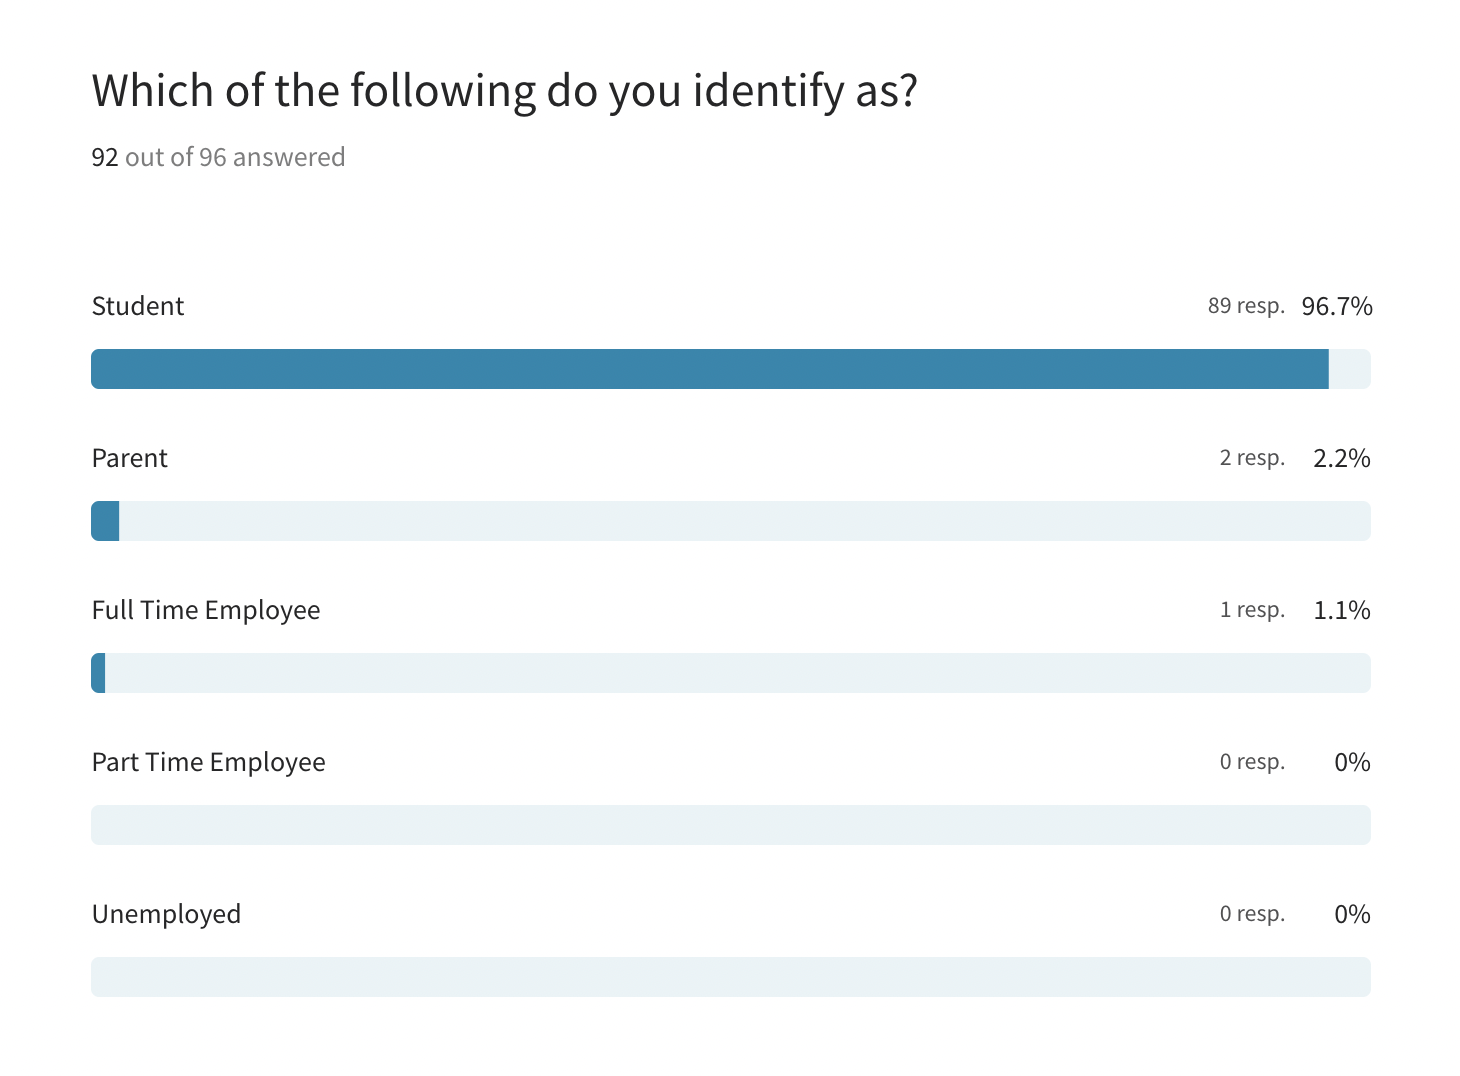 Which of the following do you identify as?
92 out of 96 answered
Student 89 resp. 96.7%
Parent 2 resp. 2.2%
Full Time Employee 1 resp. 1.1%
Part Time Employee 0 resp. 0%
Unemployed 0 resp. 0%